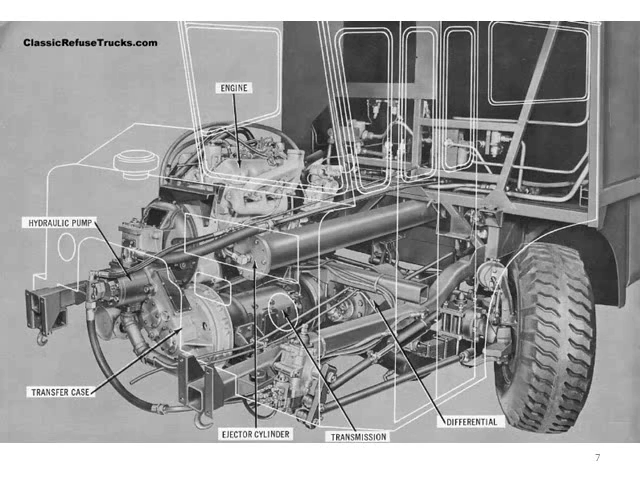 ClassicRefuseTrucks.com
ENGINE
HYDRAULIC PUMP
TRANSFER CASE
EJECTOR CYLINDER
TRANSMISSION
DIFFERENTIAL
7